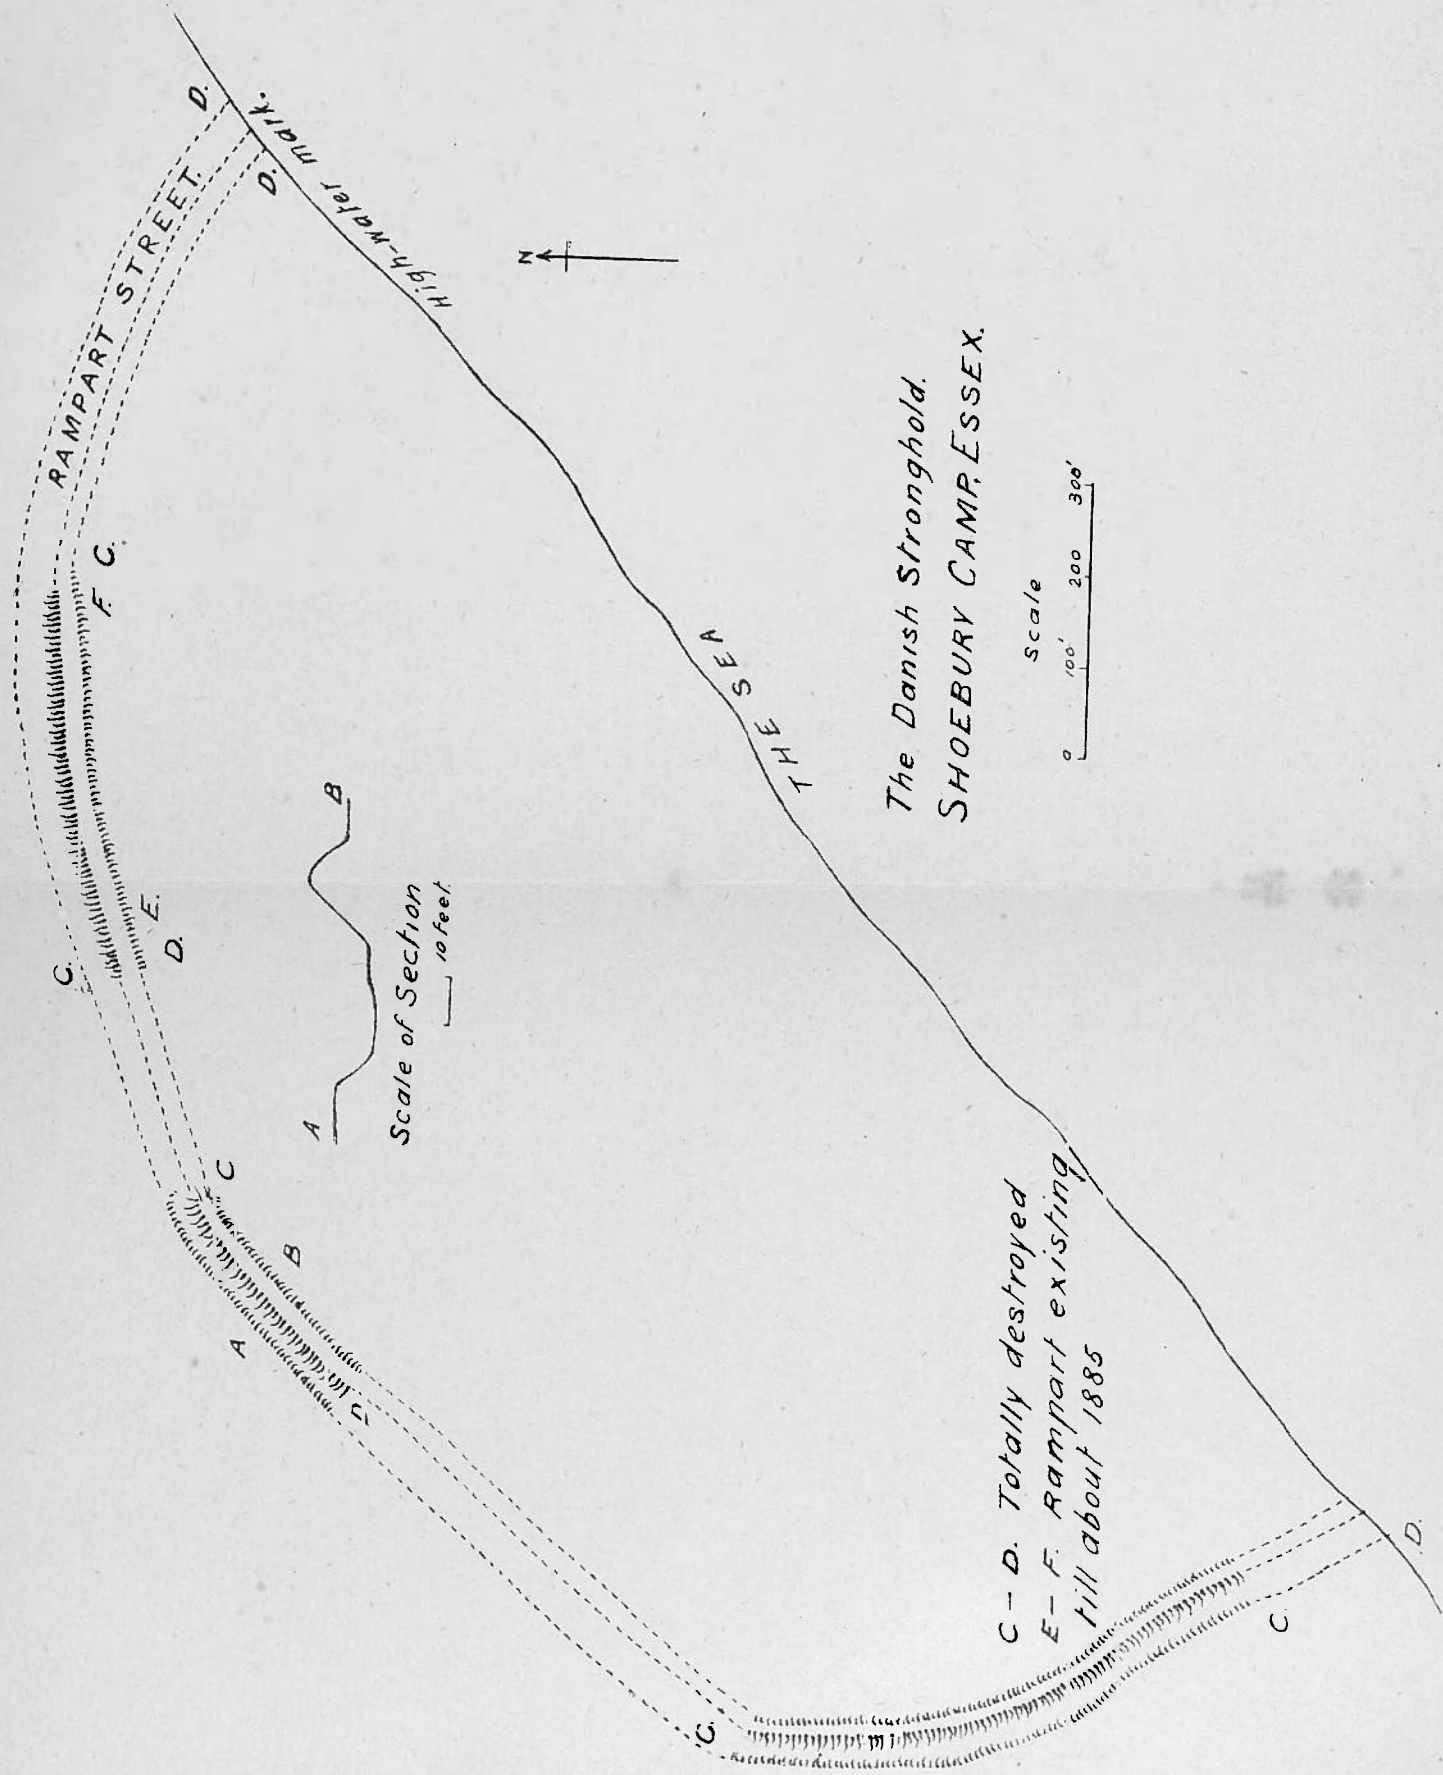 D.
RAMPART STREET.
D.
High-water mark.
N
F.
C.
C.
E.
D.
A
B
Scale of Section
10 feet.
C
A
B
D
THE SEA
The Danish Stronghold.
SHOEBURY CAMP, ESSEX.
Scale
0 100' 200 300'
C – D. Totally destroyed
E – F. Rampart existing
till about 1885
C.
C.
D.